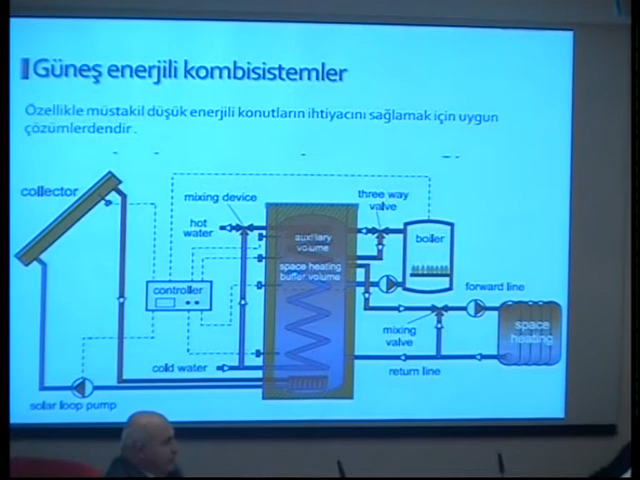 Güneş enerjili kombisistemler
Özellikle müstakil düşük enerjili konutların ihtiyacını sağlamak için uygun
çözümlerdendir .
collector
mixing device
three way
valve
hot
water
auxiliary
volume
boiler
space heating
buffer volume
controller
forward line
mixing
valve
space
heating
cold water
return line
solar loop pump